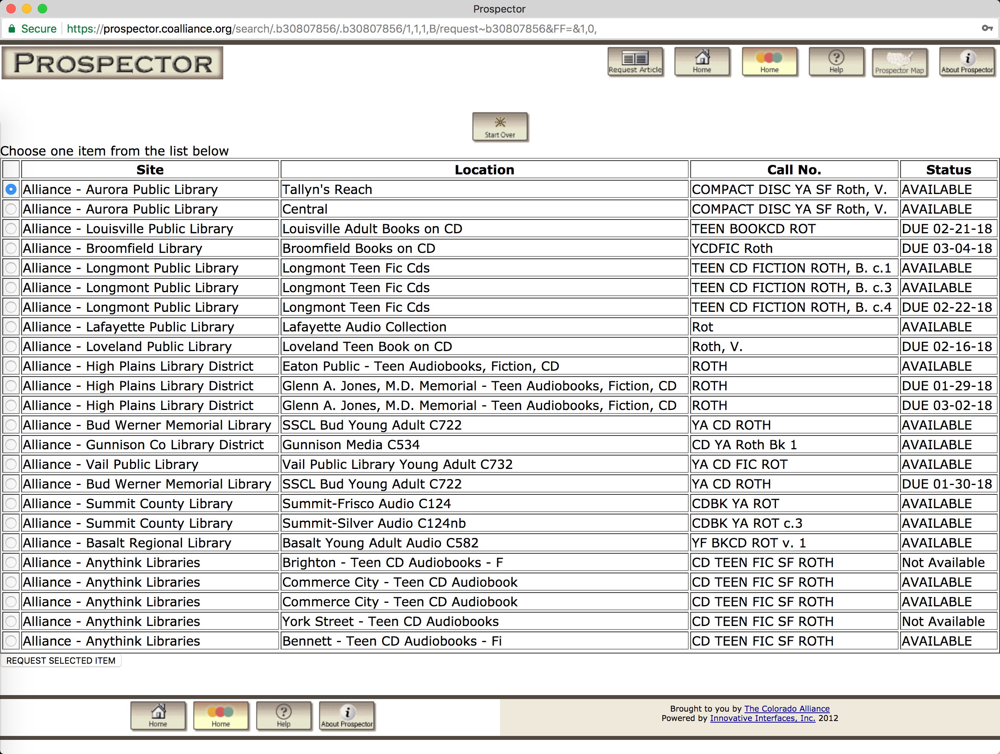 Prospector
Secure https://prospector.coalliance.org/search/.b30807856/.b30807856/1,1,1,B/request~b30807856&FF=&1,0,
PROSPECTOR
Request Article Home Home Help Prospector Map About Prospector
Start Over
Choose one item from the list below
Site Location Call No. Status
Alliance - Aurora Public Library Tallyn's Reach COMPACT DISC YA SF Roth, V. AVAILABLE
Alliance - Aurora Public Library Central COMPACT DISC YA SF Roth, V. AVAILABLE
Alliance - Louisville Public Library Louisville Adult Books on CD TEEN BOOKCD ROT DUE 02-21-18
Alliance - Broomfield Library Broomfield Books on CD YCDFIC Roth DUE 03-04-18
Alliance - Longmont Public Library Longmont Teen Fic Cds TEEN CD FICTION ROTH, B. c.1 AVAILABLE
Alliance - Longmont Public Library Longmont Teen Fic Cds TEEN CD FICTION ROTH, B. c.3 AVAILABLE
Alliance - Longmont Public Library Longmont Teen Fic Cds TEEN CD FICTION ROTH, B. c.4 DUE 02-22-18
Alliance - Lafayette Public Library Lafayette Audio Collection Rot AVAILABLE
Alliance - Loveland Public Library Loveland Teen Book on CD Roth, V. DUE 02-16-18
Alliance - High Plains Library District Eaton Public - Teen Audiobooks, Fiction, CD ROTH AVAILABLE
Alliance - High Plains Library District Glenn A. Jones, M.D. Memorial - Teen Audiobooks, Fiction, CD ROTH DUE 01-29-18
Alliance - High Plains Library District Glenn A. Jones, M.D. Memorial - Teen Audiobooks, Fiction, CD ROTH DUE 03-02-18
Alliance - Bud Werner Memorial Library SSCL Bud Young Adult C722 YA CD ROTH AVAILABLE
Alliance - Gunnison Co Library District Gunnison Media C534 CD YA Roth Bk 1 AVAILABLE
Alliance - Vail Public Library Vail Public Library Young Adult C732 YA CD FIC ROT AVAILABLE
Alliance - Bud Werner Memorial Library SSCL Bud Young Adult C722 YA CD ROTH DUE 01-30-18
Alliance - Summit County Library Summit-Frisco Audio C124 CDBK YA ROT AVAILABLE
Alliance - Summit County Library Summit-Silver Audio C124nb CDBK YA ROT c.3 AVAILABLE
Alliance - Basalt Regional Library Basalt Young Adult Audio C582 YF BKCD ROT v. 1 AVAILABLE
Alliance - Anythink Libraries Brighton - Teen CD Audiobooks - F CD TEEN FIC SF ROTH Not Available
Alliance - Anythink Libraries Commerce City - Teen CD Audiobook CD TEEN FIC SF ROTH AVAILABLE
Alliance - Anythink Libraries Commerce City - Teen CD Audiobook CD TEEN FIC SF ROTH AVAILABLE
Alliance - Anythink Libraries York Street - Teen CD Audiobooks CD TEEN FIC SF ROTH Not Available
Alliance - Anythink Libraries Bennett - Teen CD Audiobooks - Fi CD TEEN FIC SF ROTH AVAILABLE
REQUEST SELECTED ITEM
Home Home Help About Prospector
Brought to you by The Colorado Alliance
Powered by Innovative Interfaces, Inc. 2012